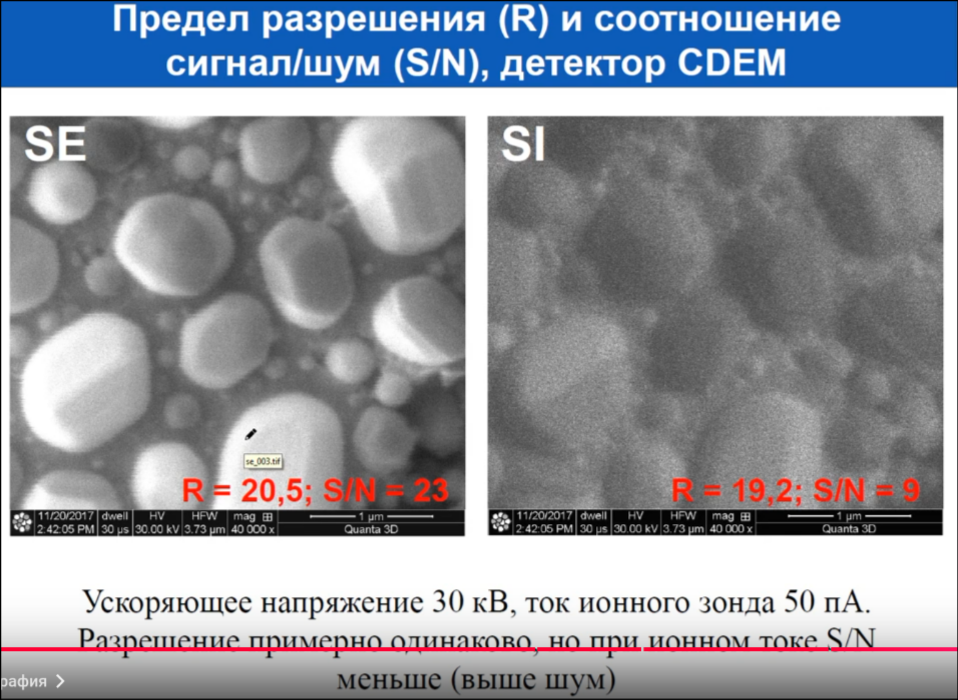 Предел разрешения (R) и соотношение
сигнал/шум (S/N), детектор CDEM
SE
se_003.tif
R = 20,5; S/N = 23
11/20/2017 dwell HV HFW mag ⊞ 1 µm
2:42:05 PM 30 µs 30.00 kV 3.73 µm 40 000 x Quanta 3D
SI
R = 19,2; S/N = 9
11/20/2017 dwell HV HFW mag ⊞ 1 µm
2:42:05 PM 30 µs 30.00 kV 3.73 µm 40 000 x Quanta 3D
Ускоряющее напряжение 30 кВ, ток ионного зонда 50 пА.
Разрешение примерно одинаково, но при ионном токе S/N
меньше (выше шум)
рафия >